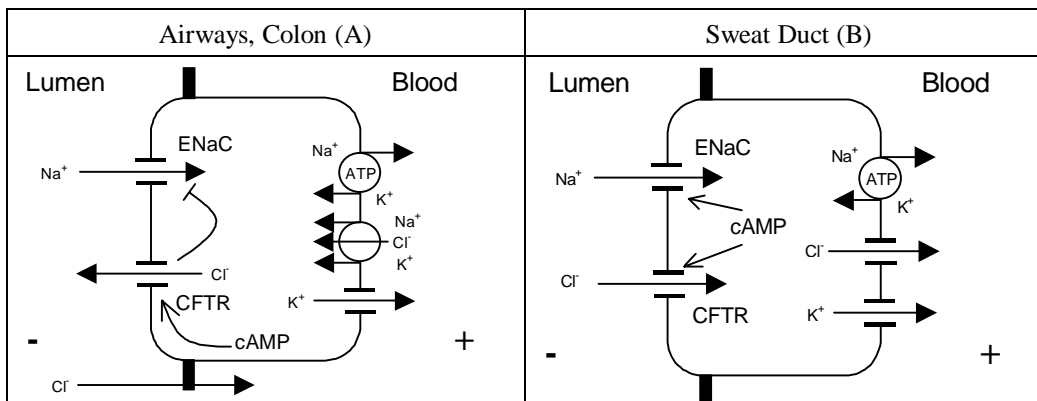 Airways, Colon (A)
Lumen
Blood
ENaC
Na⁺
Na⁺
ATP
K⁺
Na⁺
Cl⁻
K⁺
Cl⁻
CFTR
K⁺
cAMP
-
+
Cl⁻
Sweat Duct (B)
Lumen
Blood
ENaC
Na⁺
Na⁺
ATP
K⁺
cAMP
Cl⁻
Cl⁻
CFTR
K⁺
-
+